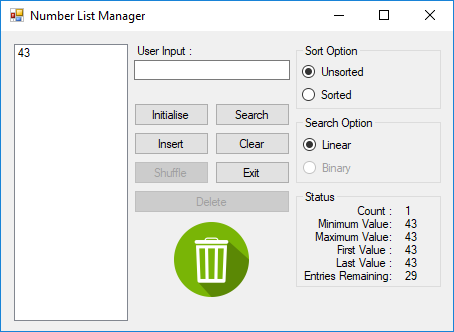 Number List Manager
43
User Input :
Initialise
Search
Insert
Clear
Shuffle
Exit
Delete
Sort Option
Unsorted
Sorted
Search Option
Linear
Binary
Status
Count : 1
Minimum Value: 43
Maximum Value: 43
First Value : 43
Last Value : 43
Entries Remaining: 29